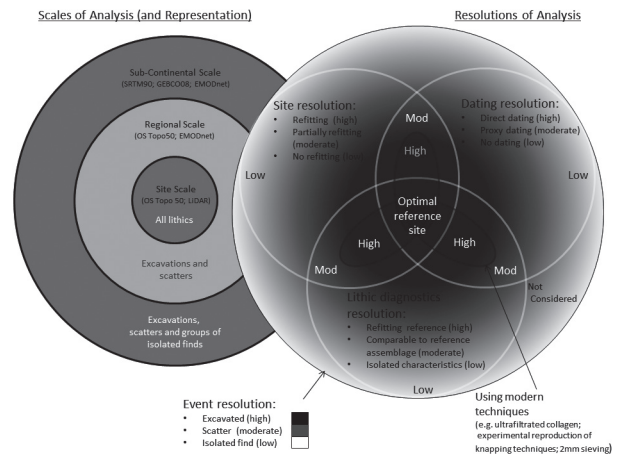 Scales of Analysis (and Representation)
Resolutions of Analysis
Sub-Continental Scale
(SRTM90; GEBCO08; EMODnet)
Regional Scale
(OS Topo50; EMODnet)
Site Scale
(OS Topo 50; LiDAR)
All lithics
Excavations and
scatters
Excavations,
scatters and groups of
isolated finds
Site resolution:
• Refitting (high)
• Partially refitting
(moderate)
• No refitting (low)
Low
Mod
High
Dating resolution:
• Direct dating (high)
• Proxy dating (moderate)
• No dating (low)
Low
Optimal
reference
site
High
High
Mod
Mod
Not
Considered
Lithic diagnostics
resolution:
• Refitting reference (high)
• Comparable to reference
assemblage (moderate)
• Isolated characteristics (low)
Low
Event resolution:
• Excavated (high)
• Scatter (moderate)
• Isolated find (low)
Using modern
techniques
(e.g. ultrafiltrated collagen;
experimental reproduction of
knapping techniques; 2mm sieving)